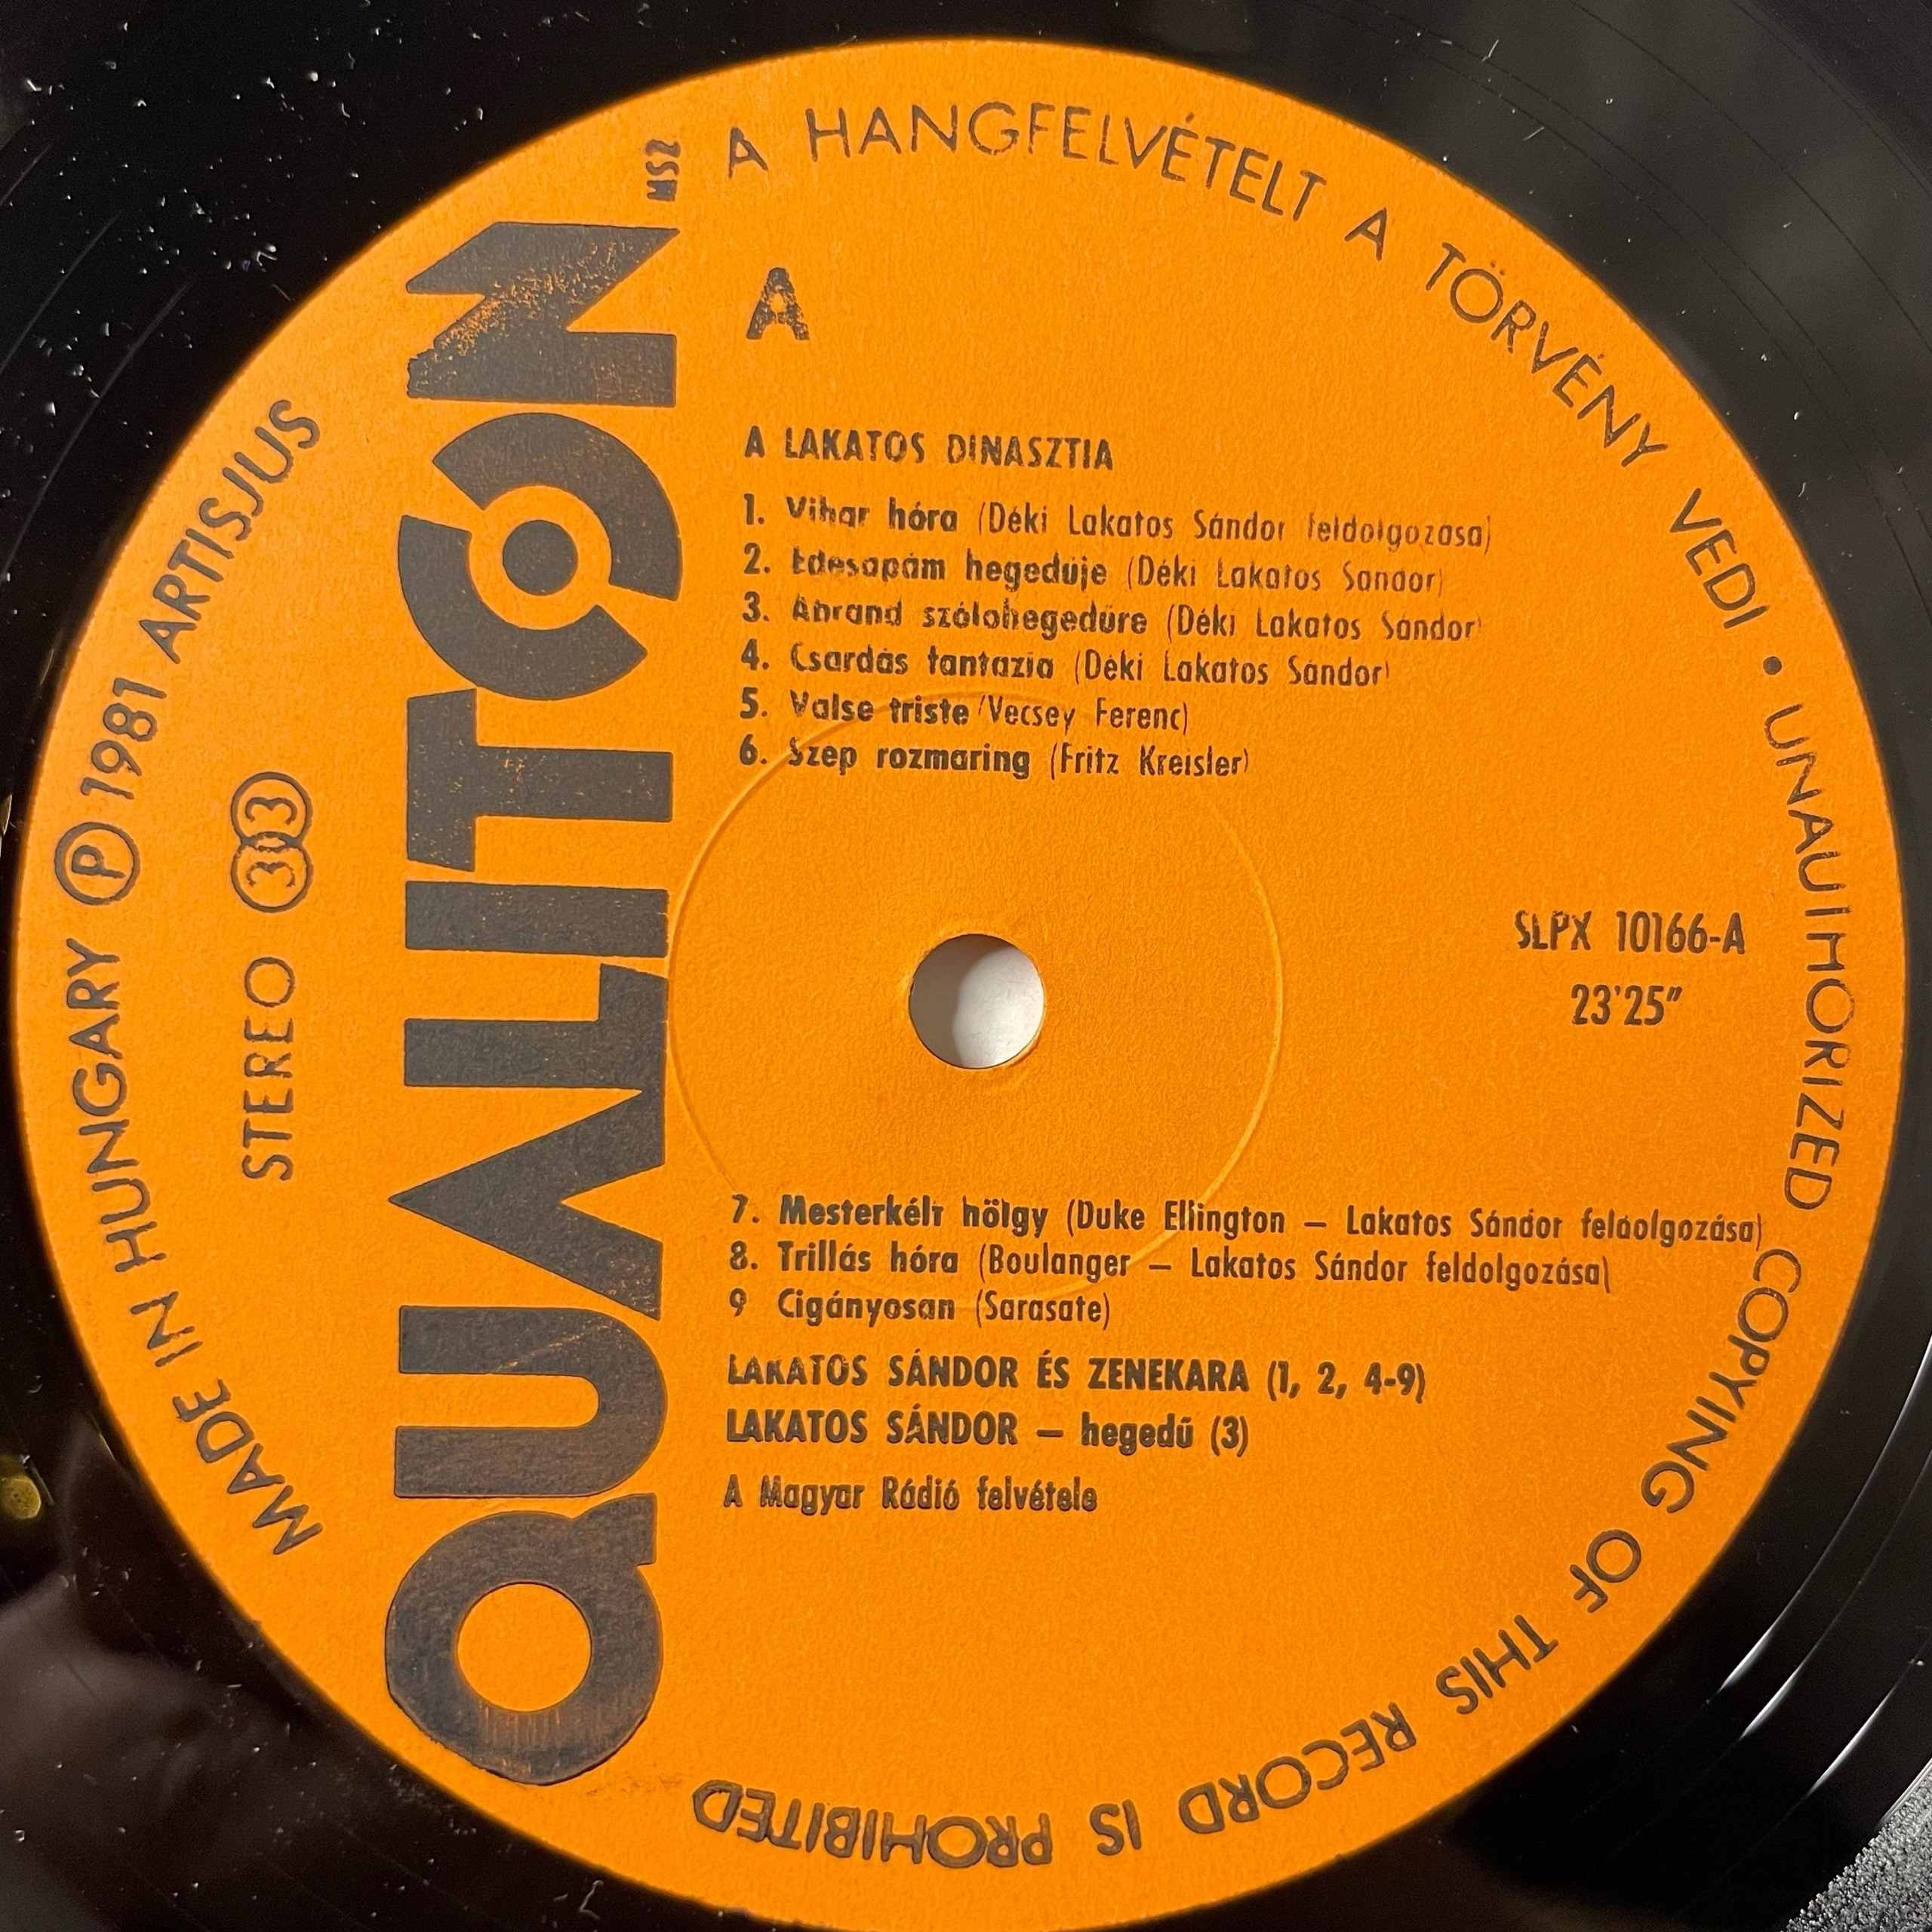 A HANGFELVÉTELT A TÖRVÉNY VÉDI • UNAUTHORIZED COPYING OF THIS RECORD IS PROHIBITED
MADE IN HUNGARY Ⓟ 1981 ARTISJUS
STEREO 33
QUALITON
MSZ
A
A LAKATOS DINASZTIA
1. Vihar hóra (Déki Lakatos Sándor feldolgozása)
2. Édesapám hegedűje (Déki Lakatos Sándor)
3. Ábránd szólóhegedűre (Déki Lakatos Sándor)
4. Csárdás fantázia (Déki Lakatos Sándor)
5. Valse triste (Vecsey Ferenc)
6. Szép rozmaring (Fritz Kreisler)
SLPX 10166-A
23'25"
7. Mesterkélt hölgy (Duke Ellington – Lakatos Sándor feldolgozása)
8. Trillás hóra (Boulanger – Lakatos Sándor feldolgozása)
9 Cigányosan (Sarasate)
LAKATOS SÁNDOR ÉS ZENEKARA (1, 2, 4-9)
LAKATOS SÁNDOR – hegedű (3)
A Magyar Rádió felvétele